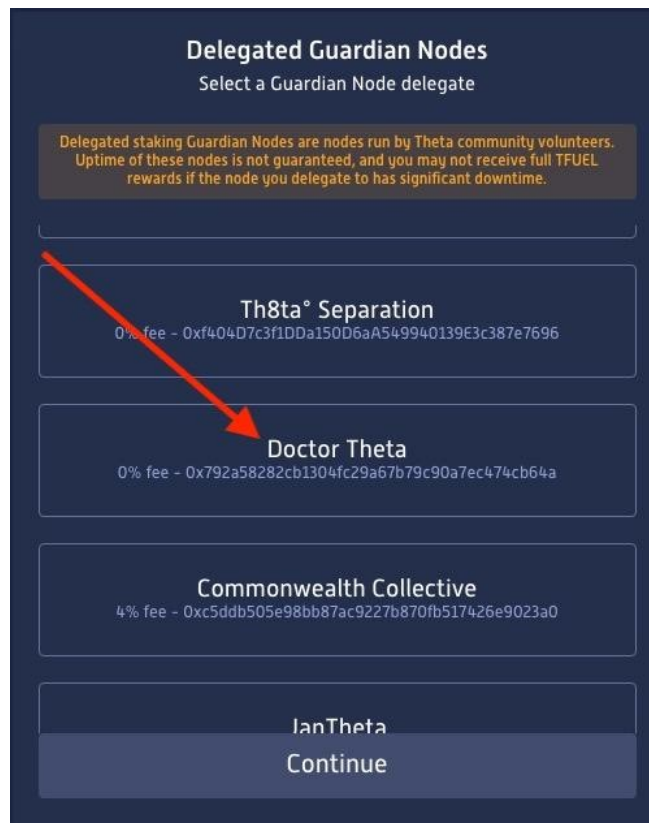 Delegated Guardian Nodes
Select a Guardian Node delegate
Delegated staking Guardian Nodes are nodes run by Theta community volunteers.
Uptime of these nodes is not guaranteed, and you may not receive full TFUEL
rewards if the node you delegate to has significant downtime.
Th8ta° Separation
0% fee - 0xf404D7c3f1DDa150D6aA549940139E3c387e7696
Doctor Theta
0% fee - 0x792a58282cb1304fc29a67b79c90a7ec474cb64a
Commonwealth Collective
4% fee - 0xc5ddb505e98bb87ac9227b870fb517426e9023a0
JanTheta
Continue